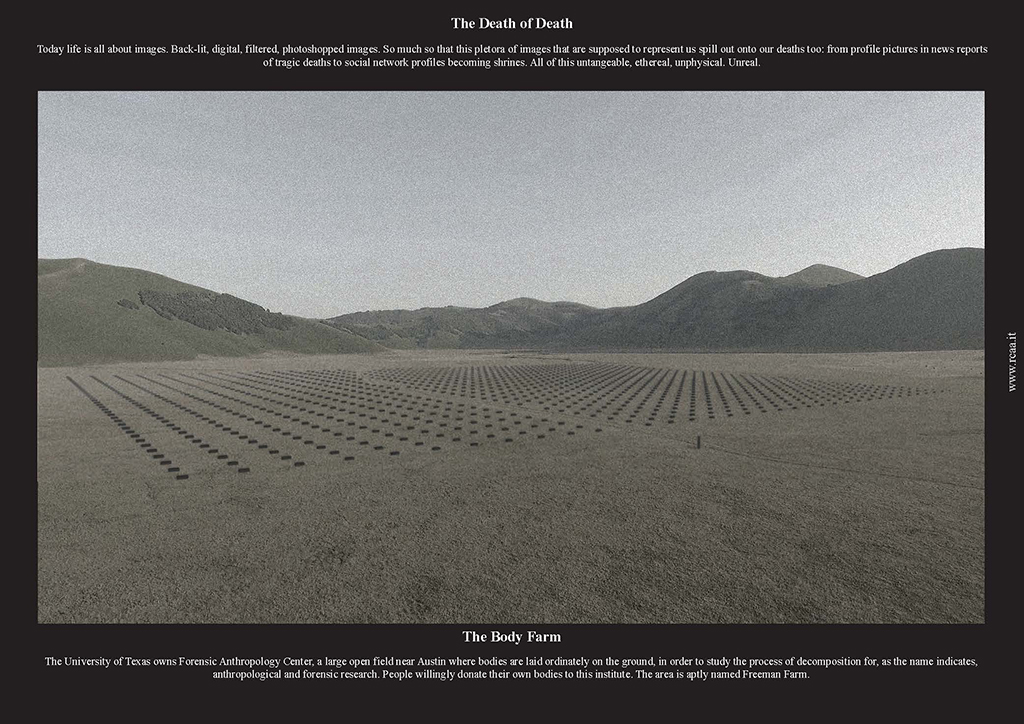 The Death of Death
Today life is all about images. Back-lit, digital, filtered, photoshopped images. So much so that this pletora of images that are supposed to represent us spill out onto our deaths too: from profile pictures in news reports
of tragic deaths to social network profiles becoming shrines. All of this untangeable, ethereal, unphysical. Unreal.
www.rcaa.it
The Body Farm
The University of Texas owns Forensic Anthropology Center, a large open field near Austin where bodies are laid ordinately on the ground, in order to study the process of decomposition for, as the name indicates,
anthropological and forensic research. People willingly donate their own bodies to this institute. The area is aptly named Freeman Farm.